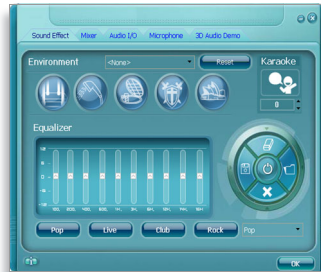 Sound Effect Mixer Audio I/O Microphone 3D Audio Demo
Environment <None> Reset Karaoke
0
Equalizer
Pop Live Club Rock Pop
OK